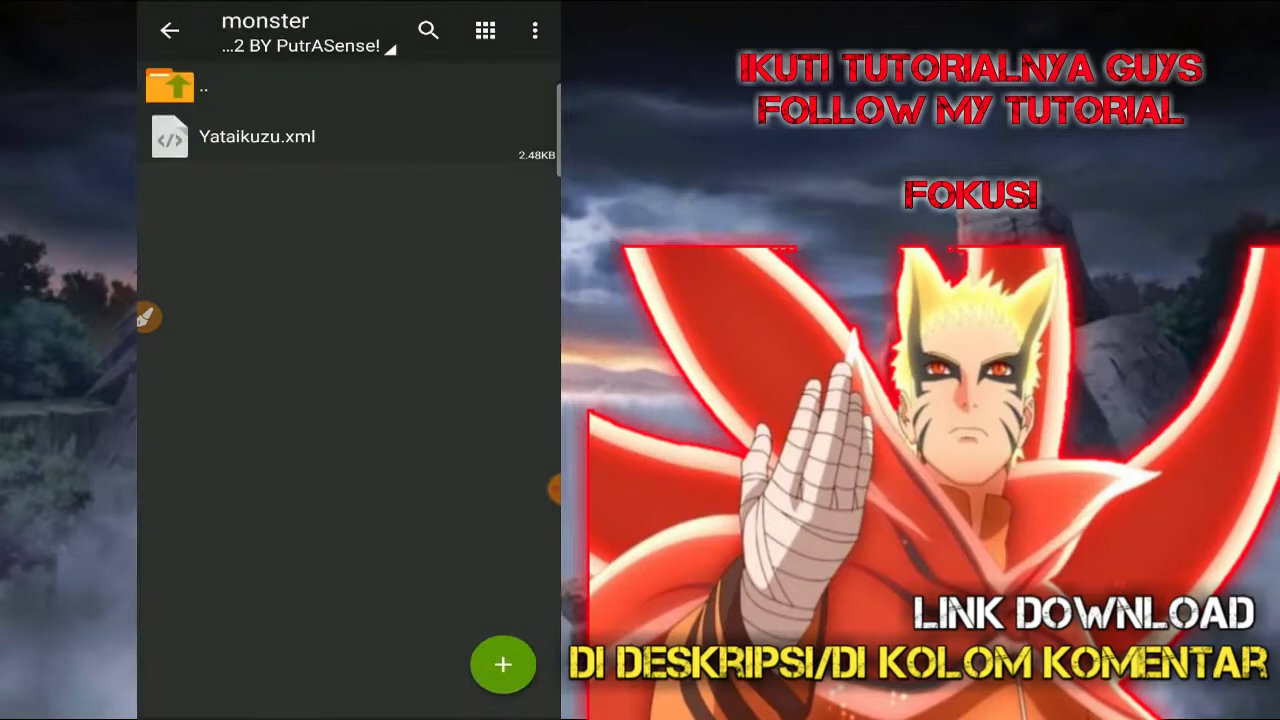 monster
...2 BY PutrASense!
..
Yataikuzu.xml
2.48KB
IKUTI TUTORIALNYA GUYS
FOLLOW MY TUTORIAL
FOKUS!
LINK DOWNLOAD
DI DESKRIPSI/DI KOLOM KOMENTAR